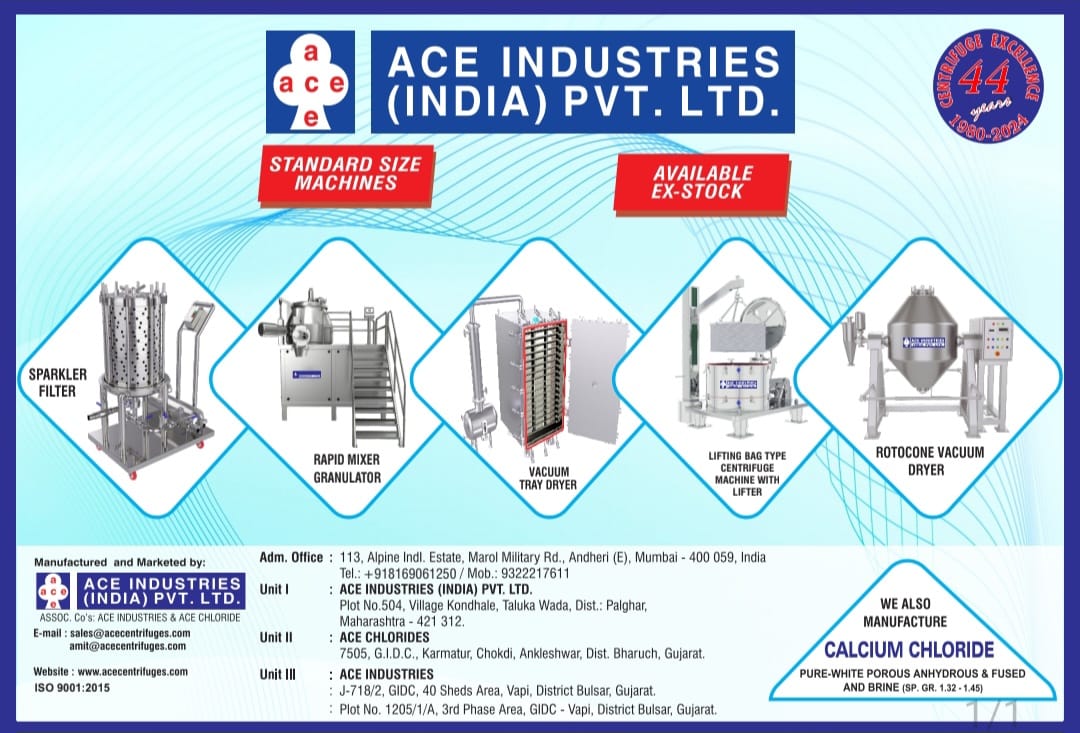 a
a c e
e
ACE INDUSTRIES
(INDIA) PVT. LTD.
CENTRIFUGE EXCELLENCE
44
years
1980-2024
STANDARD SIZE
MACHINES
AVAILABLE
EX-STOCK
SPARKLER
FILTER
RAPID MIXER
GRANULATOR
VACUUM
TRAY DRYER
LIFTING BAG TYPE
CENTRIFUGE
MACHINE WITH
LIFTER
ACE INDUSTRIES
ROTOCONE VACUUM
DRYER
Manufactured and Marketed by:
a
a c e
e
ACE INDUSTRIES
(INDIA) PVT. LTD.
ASSOC. Co's: ACE INDUSTRIES & ACE CHLORIDE
E-mail : sales@acecentrifuges.com
amit@acecentrifuges.com
Website : www.acecentrifuges.com
ISO 9001:2015
Adm. Office : 113, Alpine Indl. Estate, Marol Military Rd., Andheri (E), Mumbai - 400 059, India
Tel.: +918169061250 / Mob.: 9322217611
Unit I : ACE INDUSTRIES (INDIA) PVT. LTD.
Plot No.504, Village Kondhale, Taluka Wada, Dist.: Palghar,
Maharashtra - 421 312.
Unit II : ACE CHLORIDES
7505, G.I.D.C., Karmatur, Chokdi, Ankleshwar, Dist. Bharuch, Gujarat.
Unit III : ACE INDUSTRIES
: J-718/2, GIDC, 40 Sheds Area, Vapi, District Bulsar, Gujarat.
: Plot No. 1205/1/A, 3rd Phase Area, GIDC - Vapi, District Bulsar, Gujarat.
WE ALSO
MANUFACTURE
CALCIUM CHLORIDE
PURE-WHITE POROUS ANHYDROUS & FUSED
AND BRINE (SP. GR. 1.32 - 1.45)
1/1